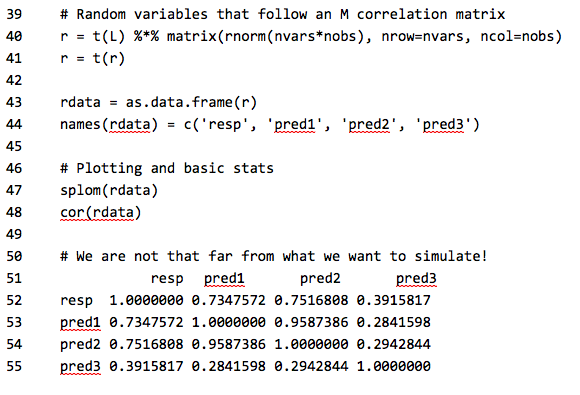 39 # Random variables that follow an M correlation matrix
40 r = t(L) %*% matrix(rnorm(nvars*nobs), nrow=nvars, ncol=nobs)
41 r = t(r)
42
43 rdata = as.data.frame(r)
44 names(rdata) = c('resp', 'pred1', 'pred2', 'pred3')
45
46 # Plotting and basic stats
47 splom(rdata)
48 cor(rdata)
49
50 # We are not that far from what we want to simulate!
51 resp pred1 pred2 pred3
52 resp 1.0000000 0.7347572 0.7516808 0.3915817
53 pred1 0.7347572 1.0000000 0.9587386 0.2841598
54 pred2 0.7516808 0.9587386 1.0000000 0.2942844
55 pred3 0.3915817 0.2841598 0.2942844 1.0000000